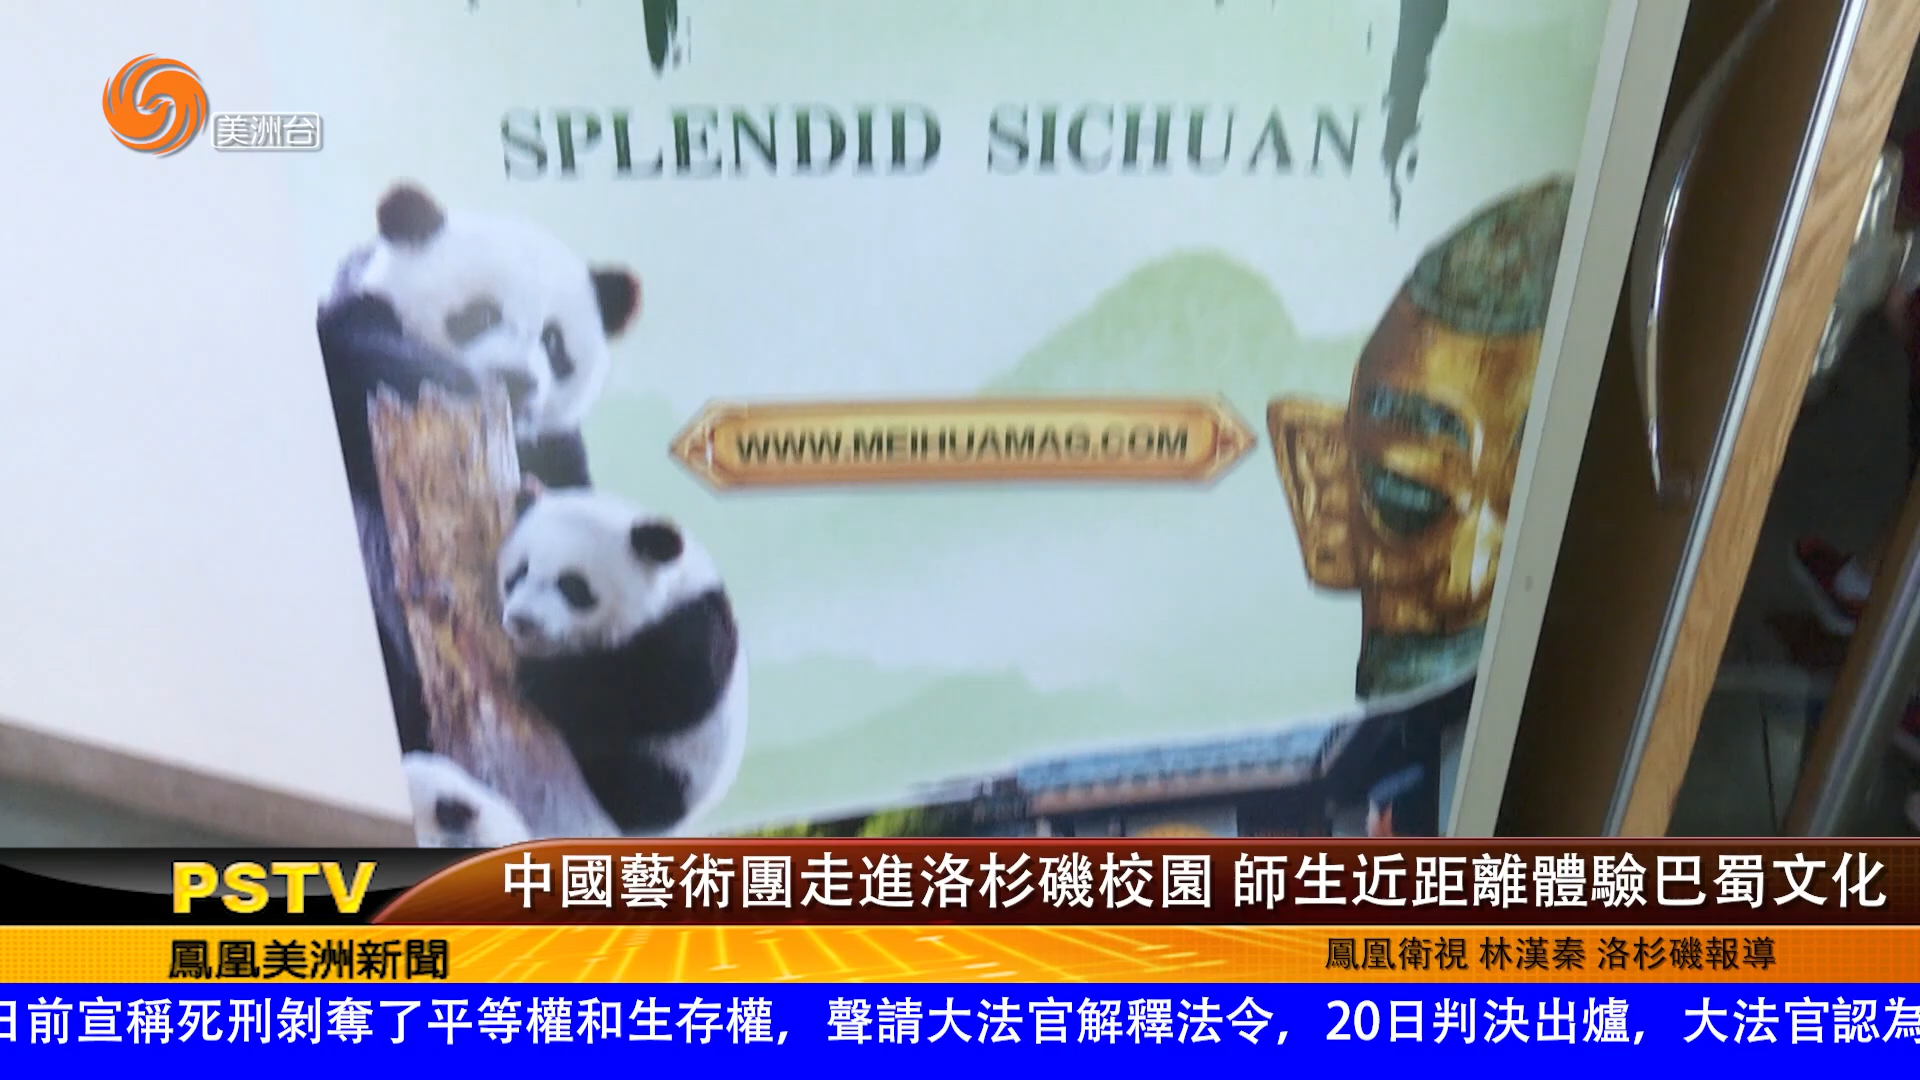 美洲台
SPLENDID SICHUAN
WWW.MEIHUAMAG.COM
PSTV
中國藝術團走進洛杉磯校園 師生近距離體驗巴蜀文化
鳳凰美洲新聞
鳳凰衛視 林漢秦 洛杉磯報導
日前宣稱死刑剝奪了平等權和生存權，聲請大法官解釋法令，20日判決出爐，大法官認為